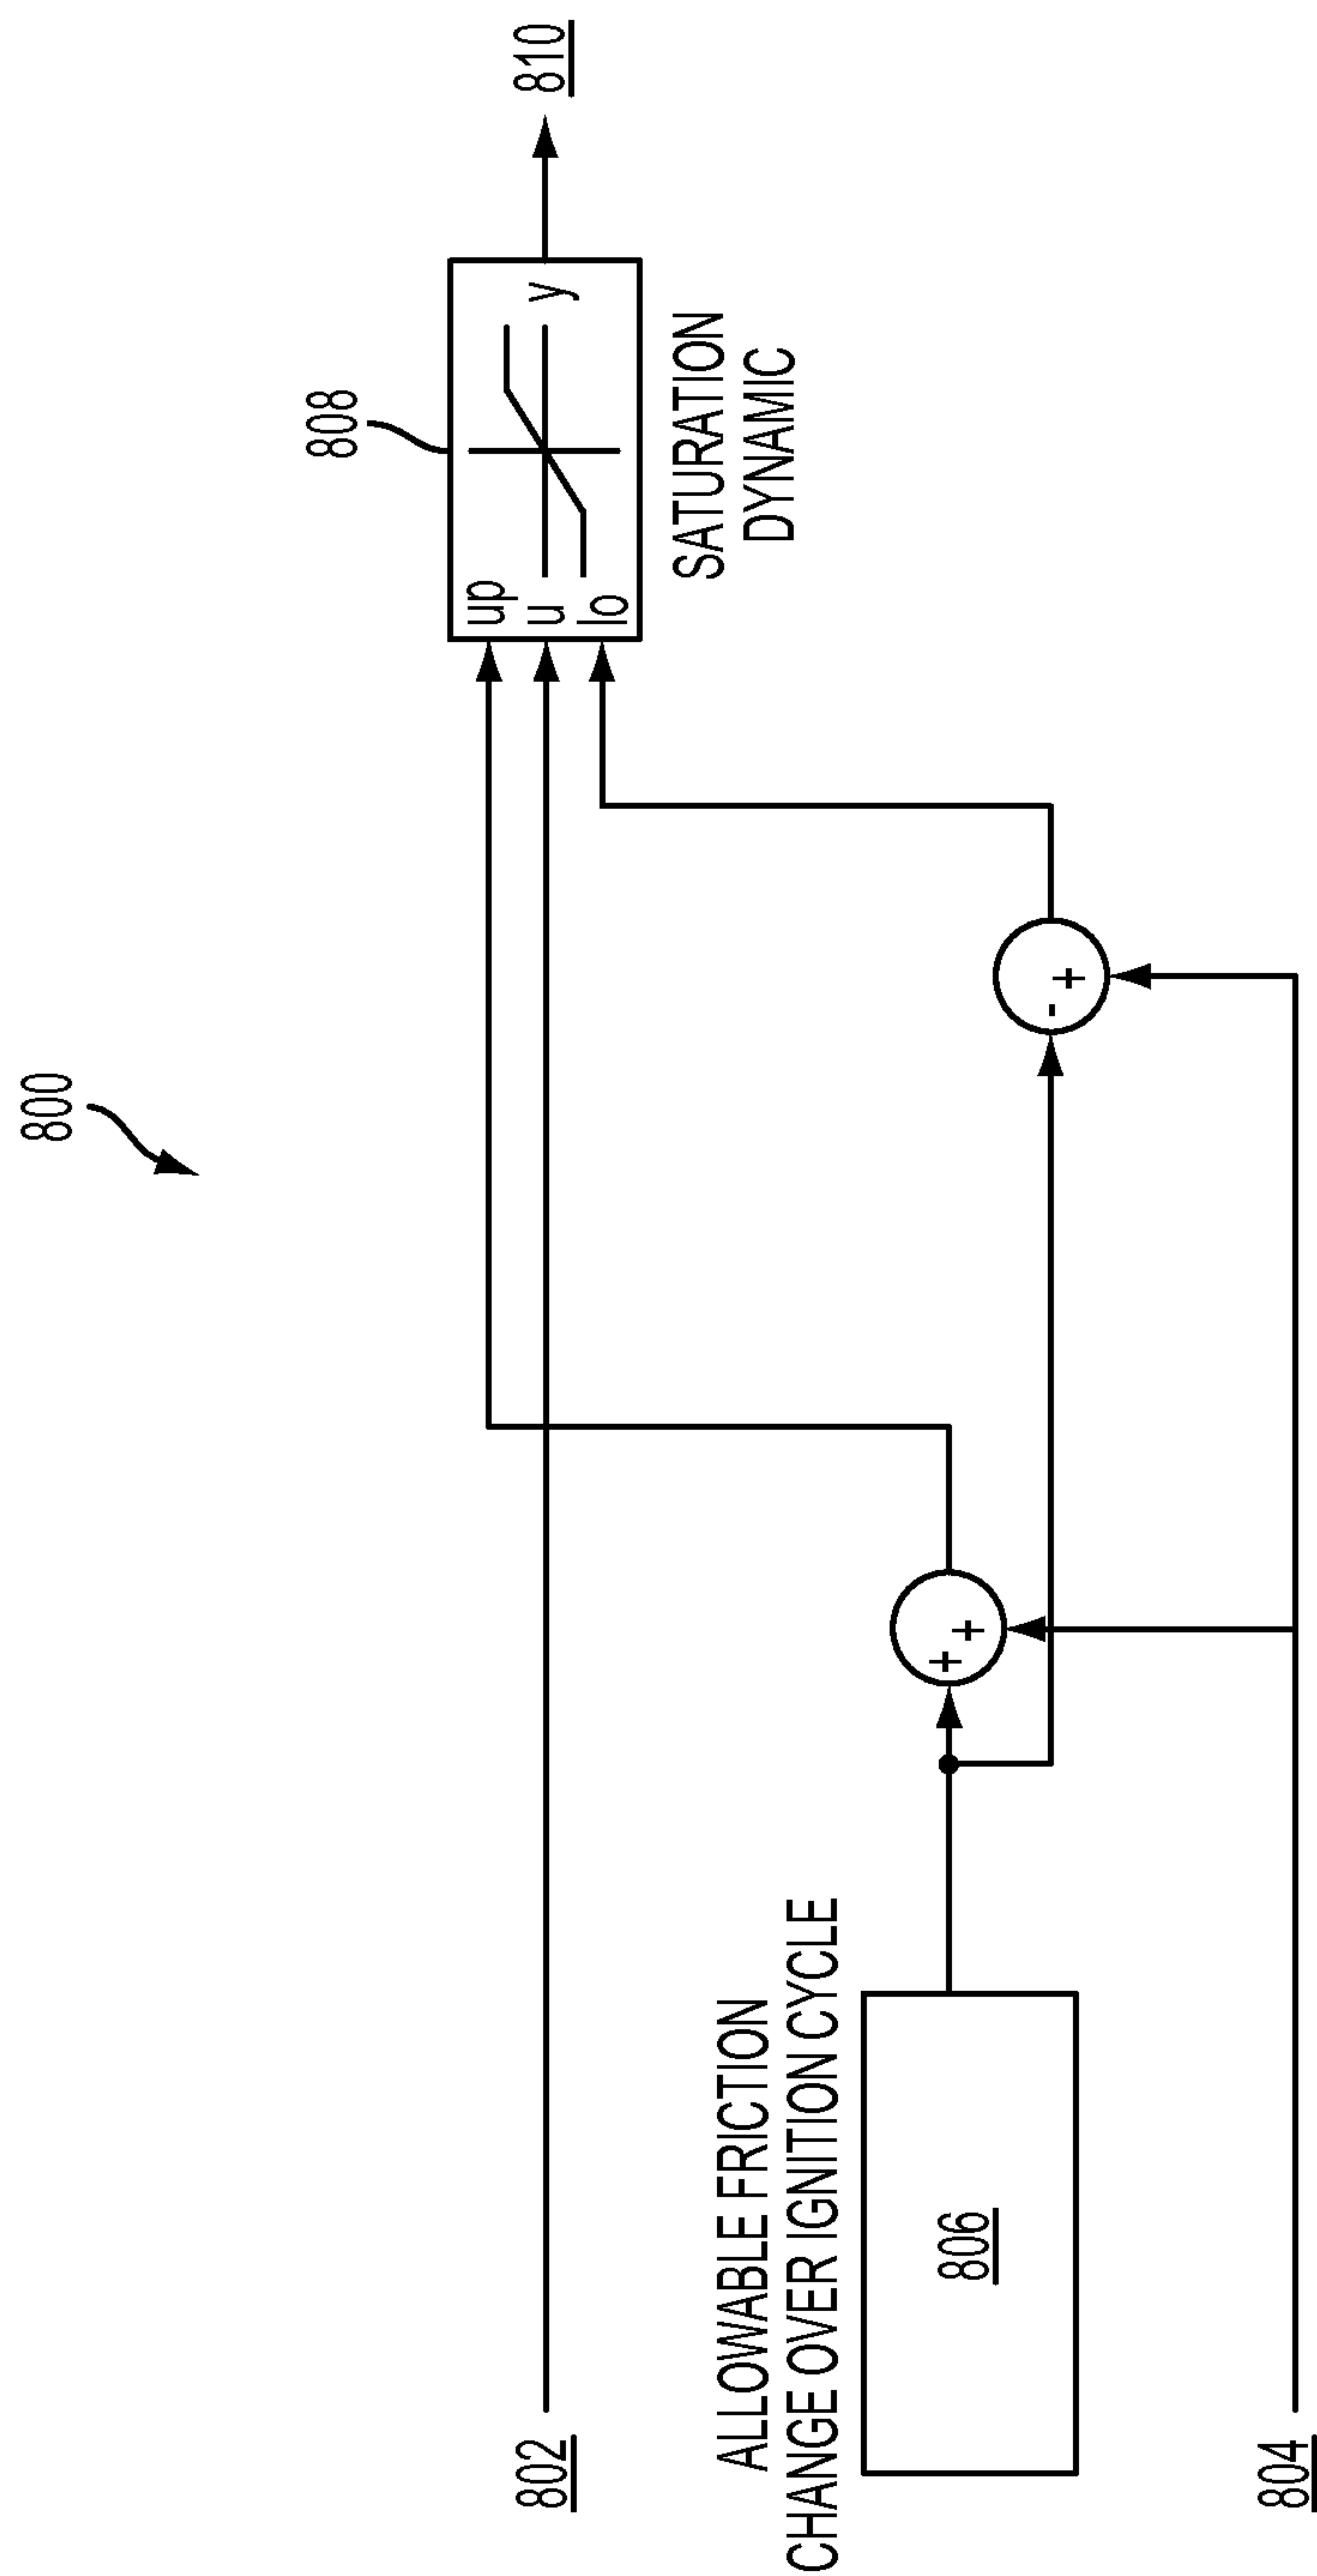 800
808
810
up
u
lo
y
SATURATION
DYNAMIC
802
ALLOWABLE FRICTION
CHANGE OVER IGNITION CYCLE
806
+
+
-
+
804